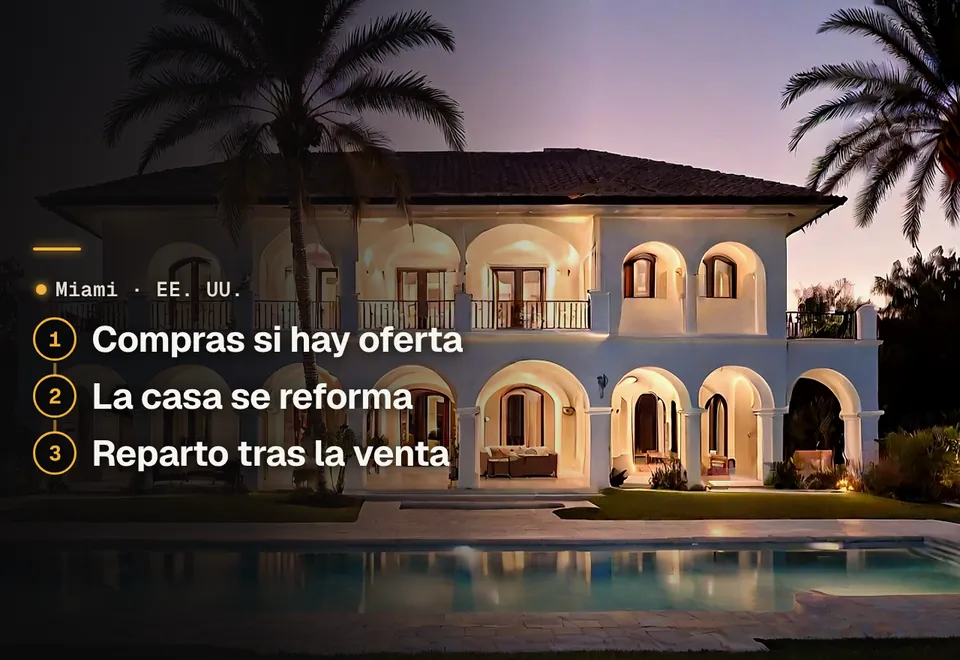 Miami · EE. UU.
1 Compras si hay oferta
2 La casa se reforma
3 Reparto tras la venta